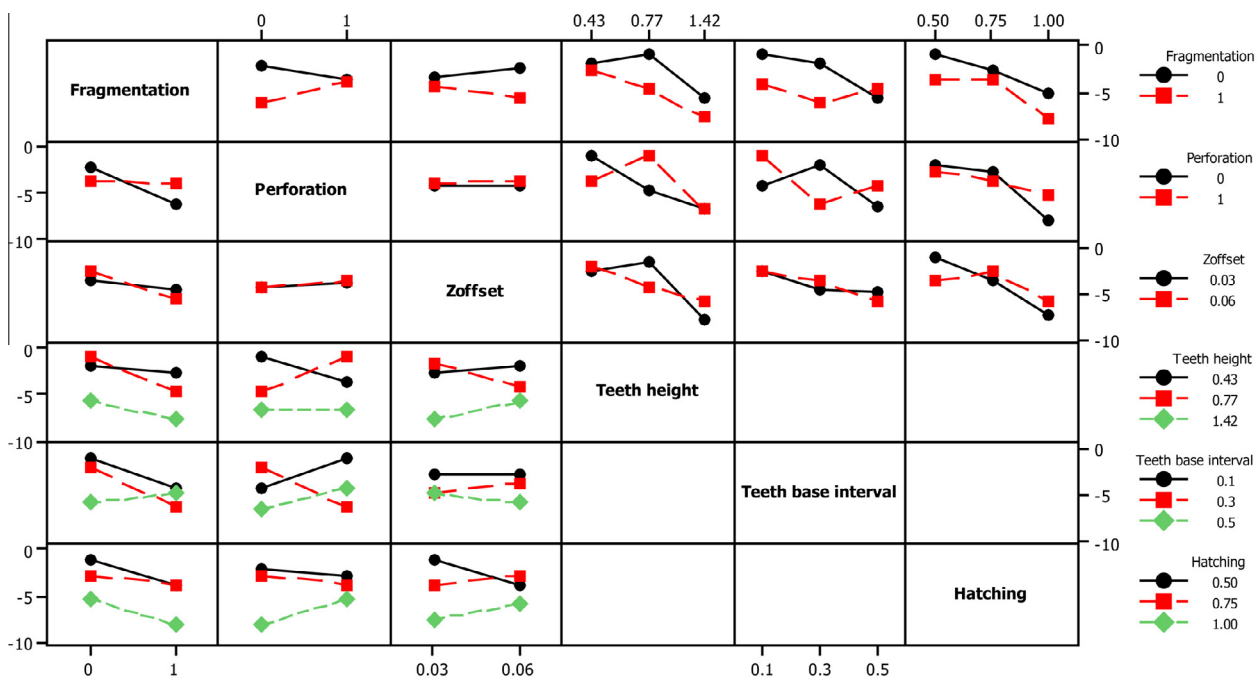 0 1 0.43 0.77 1.42 0.50 0.75 1.00
Fragmentation
0
-5
-10
Fragmentation
0
1
0
-5
-10
Perforation
Perforation
0
1
Zoffset
0
-5
-10
Zoffset
0.03
0.06
0
-5
-10
Teeth height
Teeth height
0.43
0.77
1.42
Teeth base interval
0
-5
-10
Teeth base interval
0.1
0.3
0.5
0
-5
-10
Hatching
Hatching
0.50
0.75
1.00
0 1 0.03 0.06 0.1 0.3 0.5